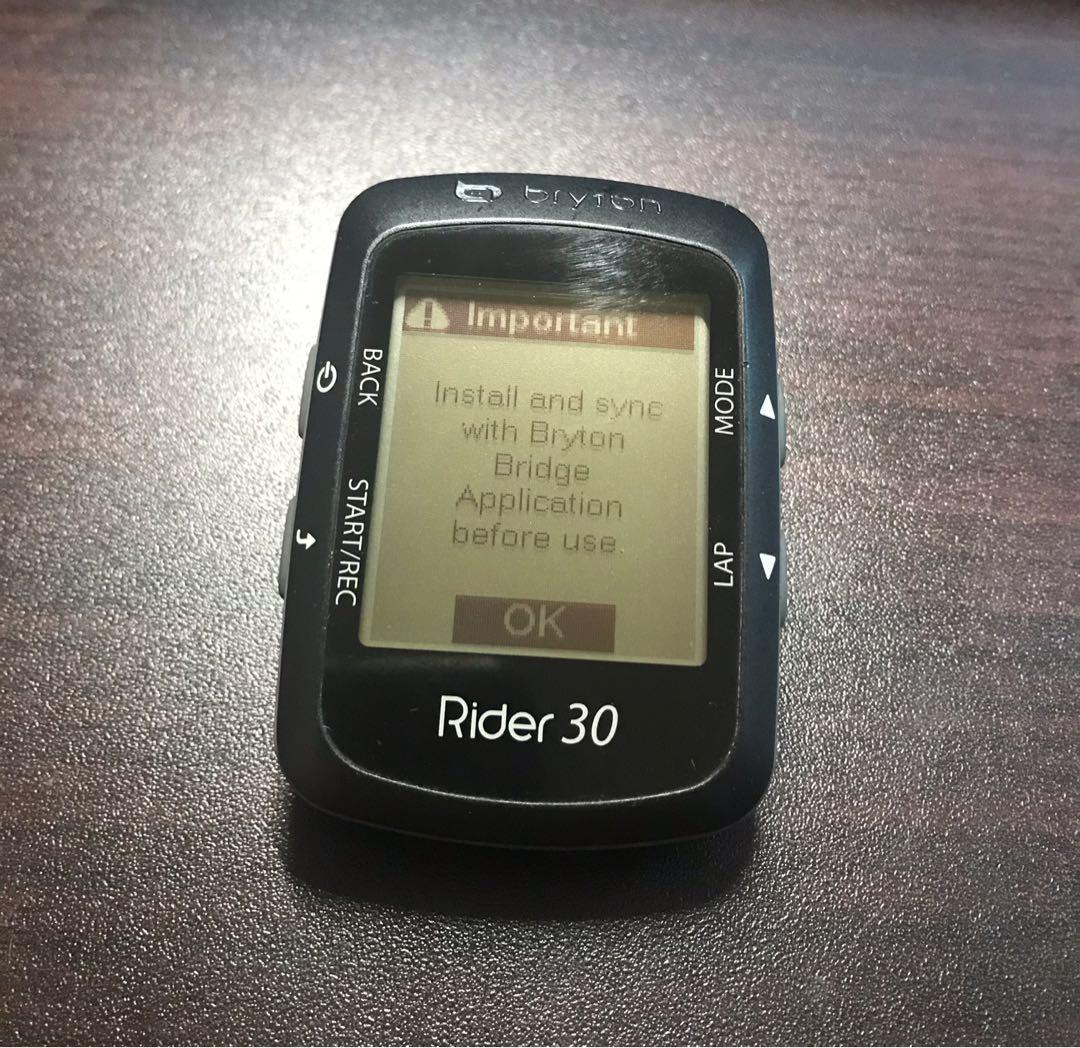 bryton
Important
Install and sync
with Bryton
Bridge
Application
before use
OK
BACK
START/REC
MODE
LAP
Rider 30